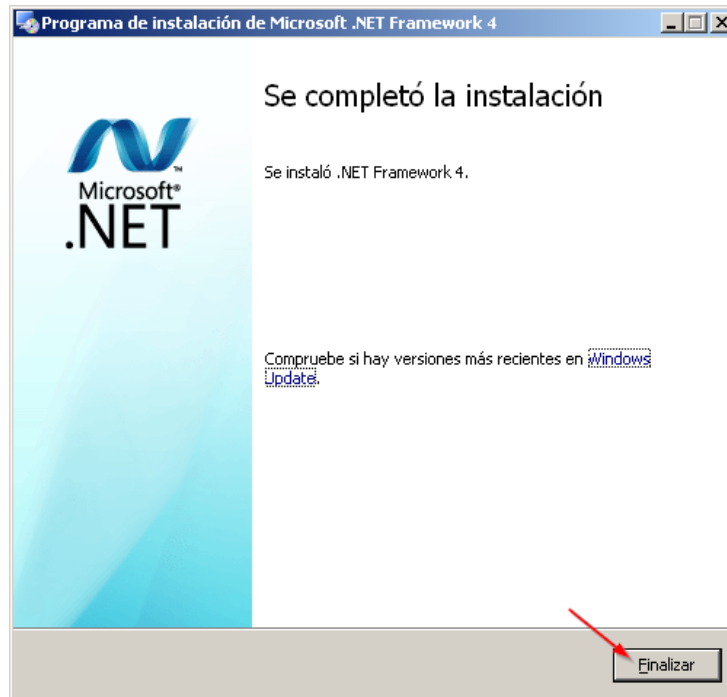 Programa de instalación de Microsoft .NET Framework 4
Se completó la instalación
Se instaló .NET Framework 4.
Microsoft®
.NET™
Compruebe si hay versiones más recientes en Windows
Update.
Finalizar